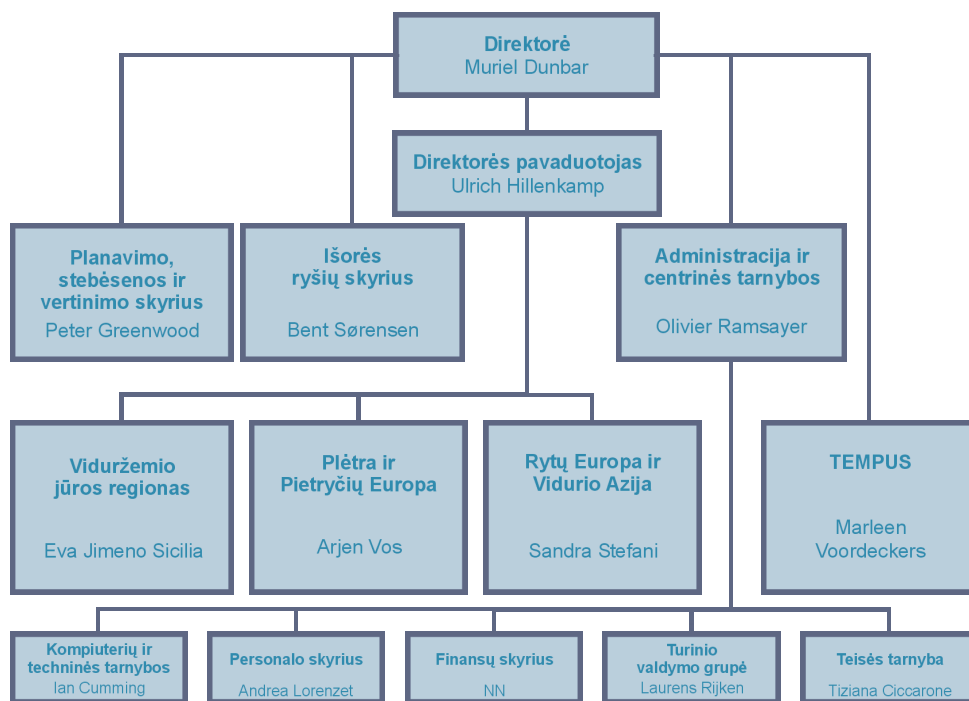 Direktorė
Muriel Dunbar
Direktorės pavaduotojas
Ulrich Hillenkamp
Planavimo,
stebėsenos ir
vertinimo skyrius
Peter Greenwood
Išorės
ryšių skyrius
Bent Sørensen
Administracija ir
centrinės tarnybos
Olivier Ramsayer
Viduržemio
jūros regionas
Eva Jimeno Sicilia
Plėtra ir
Pietryčių Europa
Arjen Vos
Rytų Europa ir
Vidurio Azija
Sandra Stefani
TEMPUS
Marleen
Voordeckers
Kompiuterių ir
techninės tarnybos
Ian Cumming
Personalo skyrius
Andrea Lorenzet
Finansų skyrius
NN
Turinio
valdymo grupė
Laurens Rijken
Teisės tarnyba
Tiziana Ciccarone